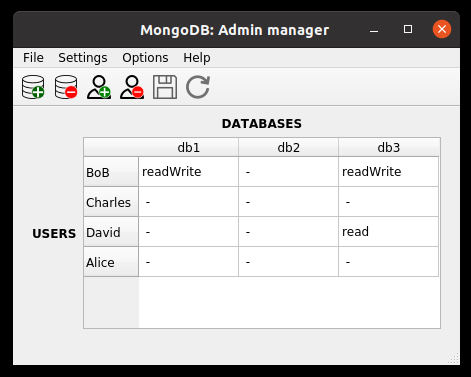 MongoDB: Admin manager
File Settings Options Help
DATABASES
db1 db2 db3
BoB readWrite - readWrite
Charles - - -
USERS David - - read
Alice - - -